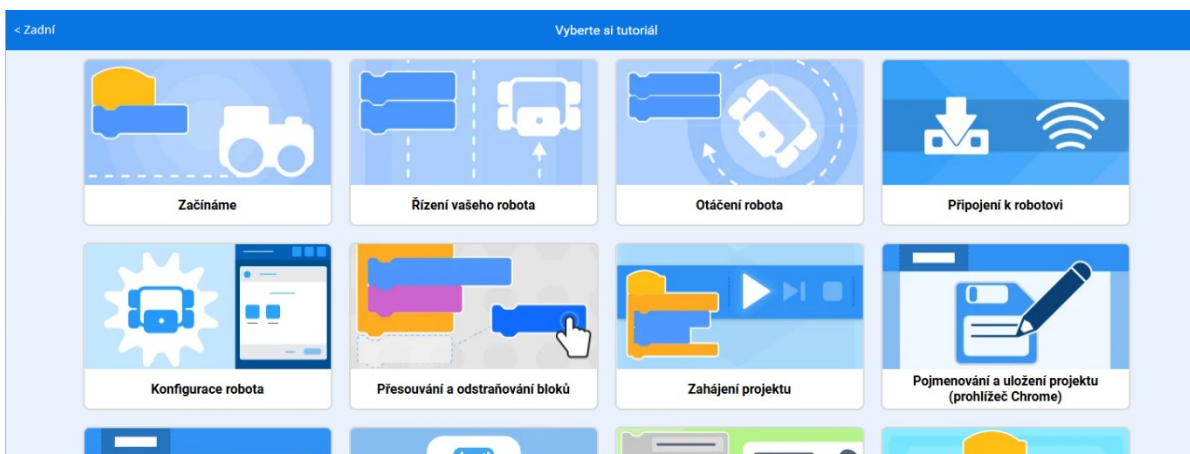 < Zadní
Vyberte si tutoriál
Začínáme
Řízení vašeho robota
Otáčení robota
Připojení k robotovi
Konfigurace robota
Přesouvání a odstraňování bloků
Zahájení projektu
Pojmenování a uložení projektu
(prohlížeč Chrome)